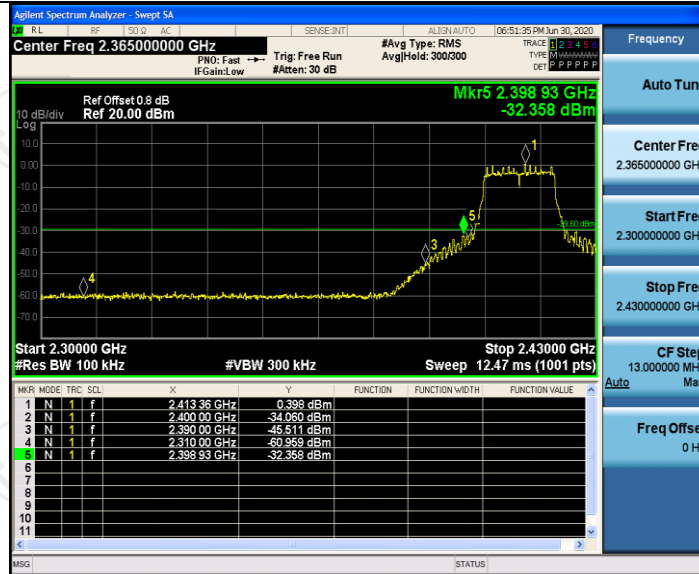 Agilent Spectrum Analyzer - Swept SA
RL RF 50 Ω AC SENSE:INT ALIGN AUTO 06:51:35 PM Jun 30, 2020
Center Freq 2.365000000 GHz #Avg Type: RMS TRACE 1 2 3 4 5 6
PNO: Fast Trig: Free Run Avg|Hold: 300/300 TYPE M
IFGain:Low #Atten: 30 dB DET P P P P P P
Mkr5 2.398 93 GHz
Ref Offset 0.8 dB
10 dB/div Ref 20.00 dBm -32.358 dBm
Log
10.0
0.00
-10.0
-20.0
-30.0
-40.0
-50.0
-60.0
-70.0
1
5
-29.60 dBm
3
4
Start 2.30000 GHz Stop 2.43000 GHz
#Res BW 100 kHz #VBW 300 kHz Sweep 12.47 ms (1001 pts)
MKR MODE TRC SCL X Y FUNCTION FUNCTION WIDTH FUNCTION VALUE
1 N 1 f 2.413 36 GHz 0.398 dBm
2 N 1 f 2.400 00 GHz -34.060 dBm
3 N 1 f 2.390 00 GHz -45.511 dBm
4 N 1 f 2.310 00 GHz -60.959 dBm
5 N 1 f 2.398 93 GHz -32.358 dBm
6
7
8
9
10
11
MSG STATUS
Frequency
Auto Tun
Center Fre
2.365000000 GH
Start Fre
2.300000000 GH
Stop Fre
2.430000000 GH
CF Ste
13.000000 MH
Auto Ma
Freq Offse
0 H